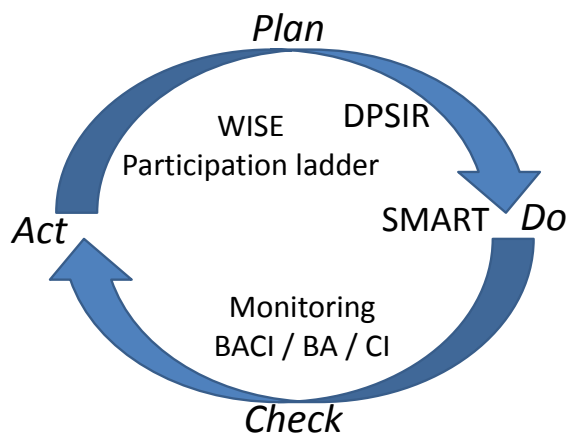 Plan
DPSIR
WISE
Participation ladder
Act
SMART
Do
Monitoring
BACI / BA / CI
Check